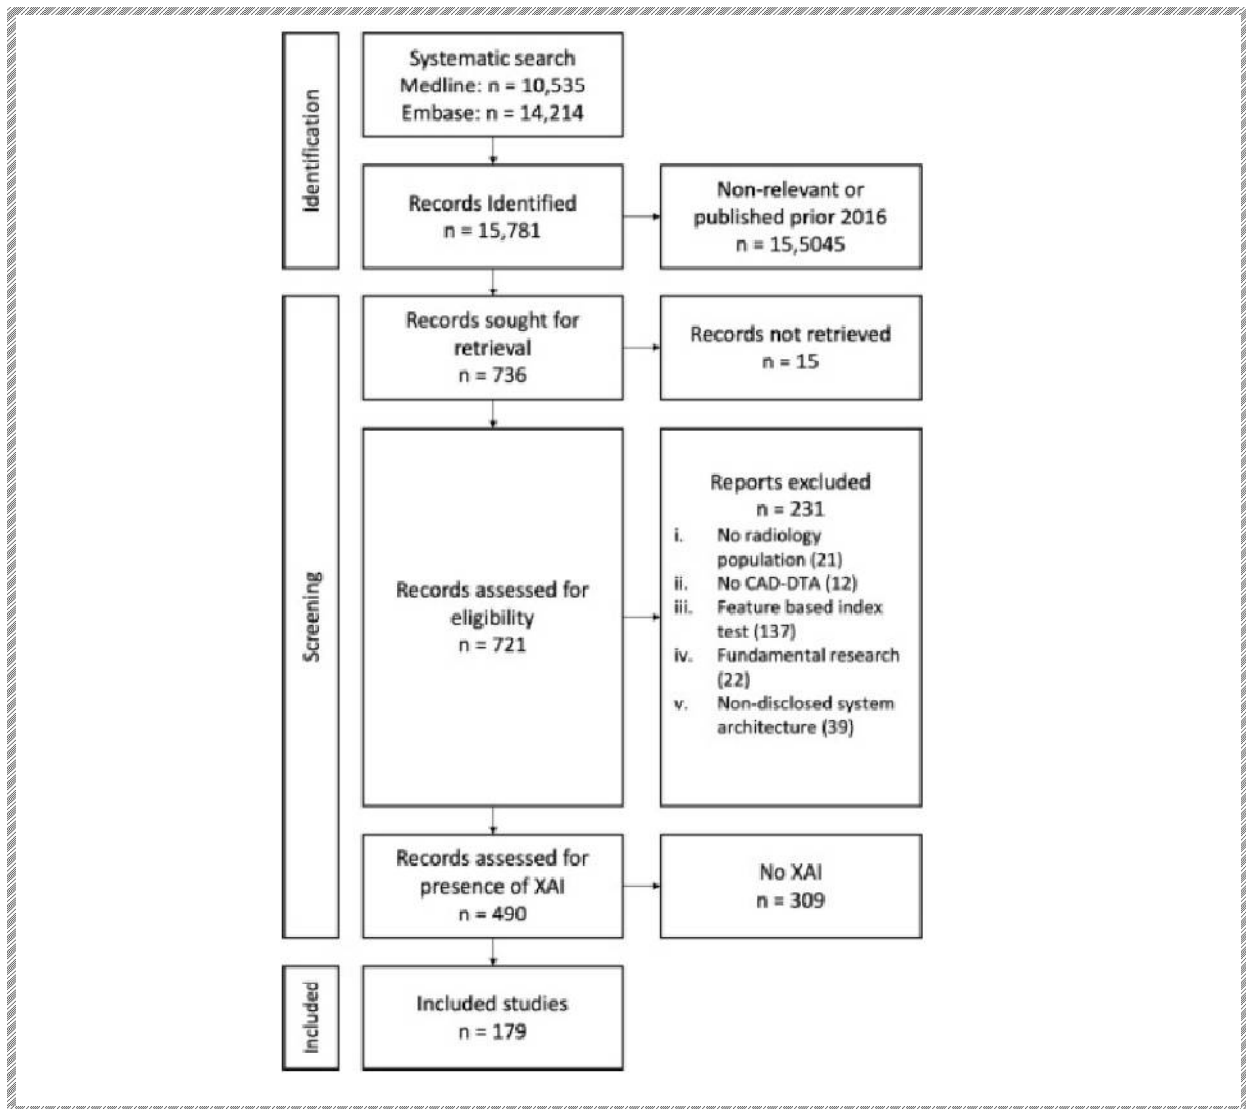 Identification
Systematic search
Medline: n = 10,535
Embase: n = 14,214
Records Identified
n = 15,781
Non-relevant or
published prior 2016
n = 15,5045
Screening
Records sought for
retrieval
n = 736
Records not retrieved
n = 15
Records assessed for
eligibility
n = 721
Reports excluded
n = 231
i. No radiology
population (21)
ii. No CAD-DTA (12)
iii. Feature based index
test (137)
iv. Fundamental research
(22)
v. Non-disclosed system
architecture (39)
Records assessed for
presence of XAI
n = 490
No XAI
n = 309
Included
Included studies
n = 179